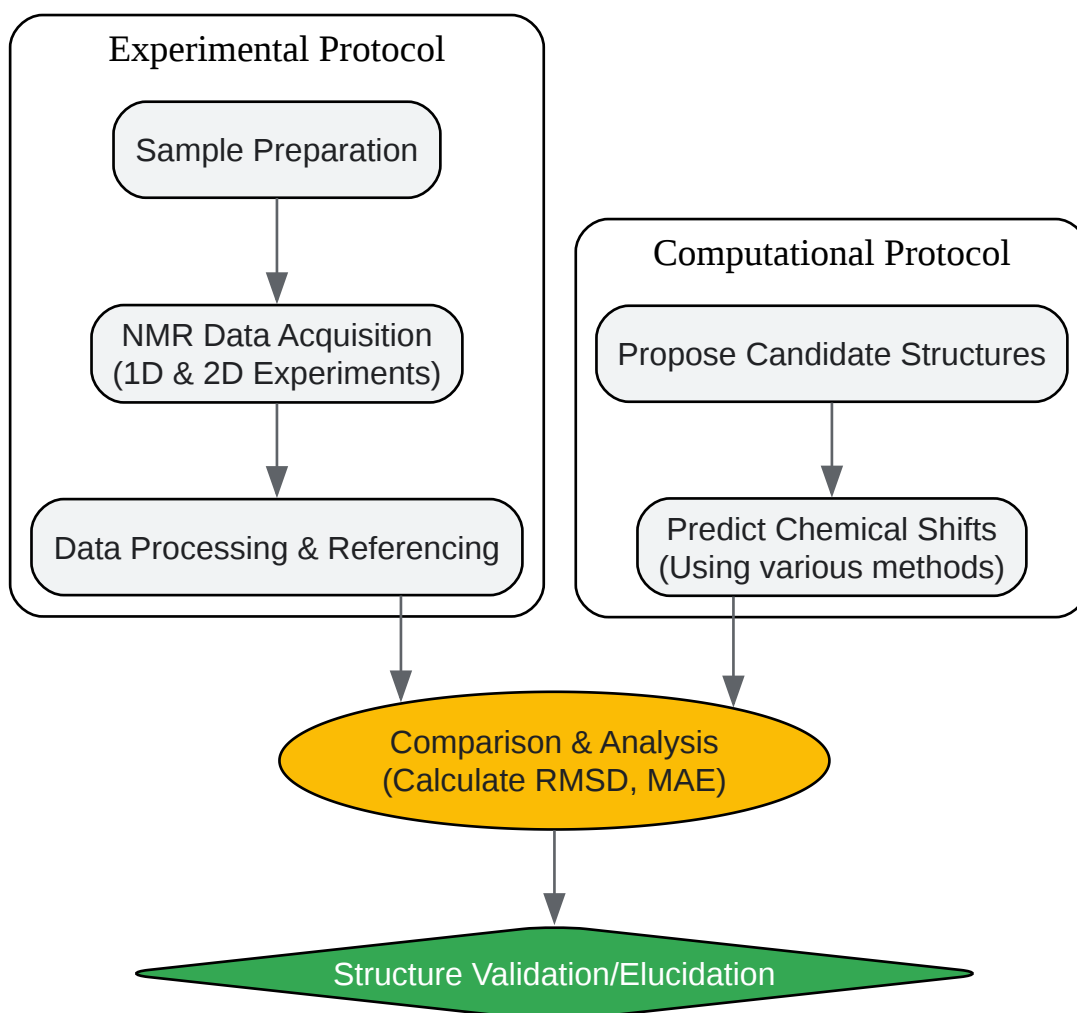 Experimental Protocol
Sample Preparation
NMR Data Acquisition
(1D & 2D Experiments)
Data Processing & Referencing
Computational Protocol
Propose Candidate Structures
Predict Chemical Shifts
(Using various methods)
Comparison & Analysis
(Calculate RMSD, MAE)
Structure Validation/Elucidation